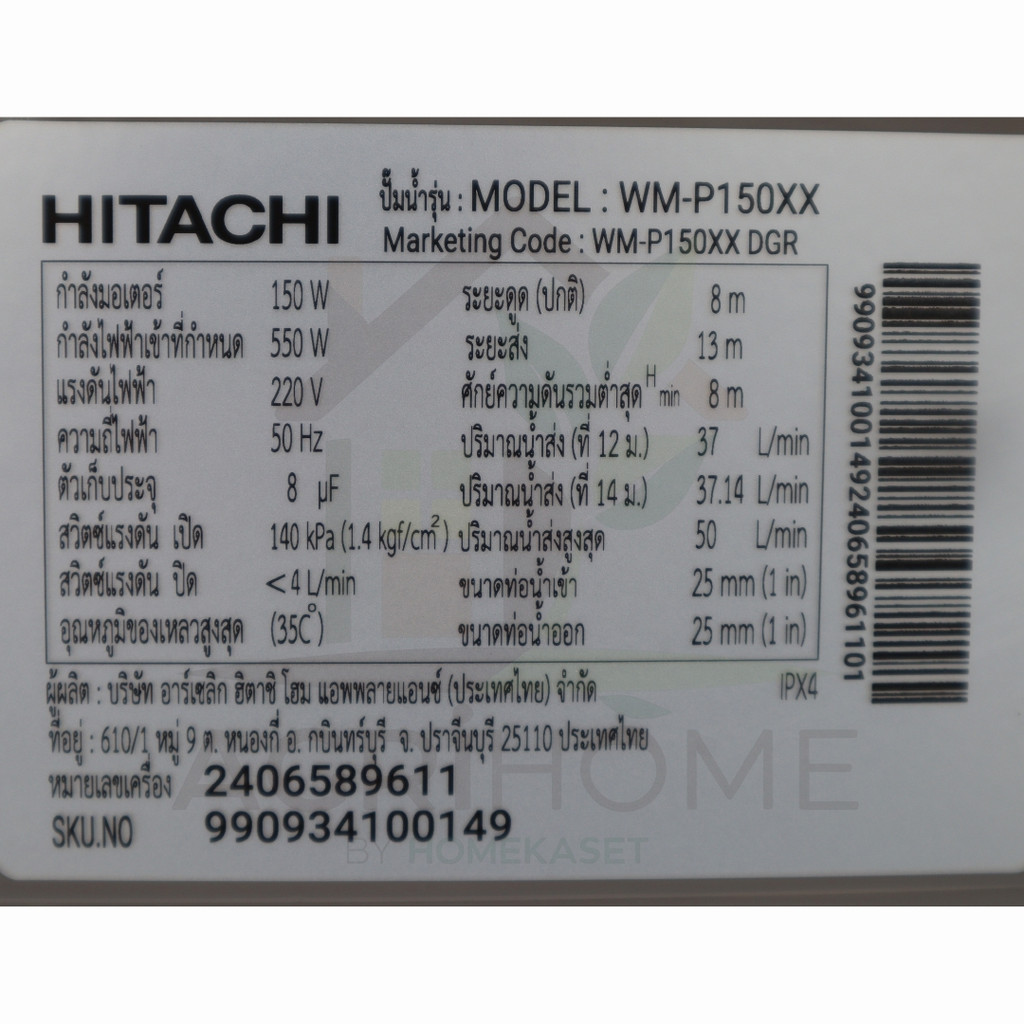 HITACHI
ปั๊มน้ำรุ่น : MODEL : WM-P150XX
Marketing Code : WM-P150XX DGR
กำลังมอเตอร์ 150 W ระยะดูด (ปกติ) 8 m
กำลังไฟฟ้าเข้าที่กำหนด 550 W ระยะส่ง 13 m
แรงดันไฟฟ้า 220 V ศักย์ความดันรวมต่ำสุด H min 8 m
ความถี่ไฟฟ้า 50 Hz ปริมาณน้ำส่ง (ที่ 12 ม.) 37 L/min
ตัวเก็บประจุ 8 µF ปริมาณน้ำส่ง (ที่ 14 ม.) 37.14 L/min
สวิตซ์แรงดัน เปิด 140 kPa (1.4 kgf/cm²) ปริมาณน้ำส่งสูงสุด 50 L/min
สวิตซ์แรงดัน ปิด <4 L/min ขนาดท่อน้ำเข้า 25 mm (1 in)
อุณหภูมิของเหลวสูงสุด (35C°) ขนาดท่อน้ำออก 25 mm (1 in)
ผู้ผลิต : บริษัท อาร์เซลิก ฮิตาชิ โฮม แอพพลายแอนซ์ (ประเทศไทย) จำกัด IPX4
ที่อยู่ : 610/1 หมู่ 9 ต. หนองกี่ อ. กบินทร์บุรี จ. ปราจีนบุรี 25110 ประเทศไทย
หมายเลขเครื่อง 2406589611
SKU.NO 990934100149
990934100149240658961101
AGRIHOME
BY HOMEKASET